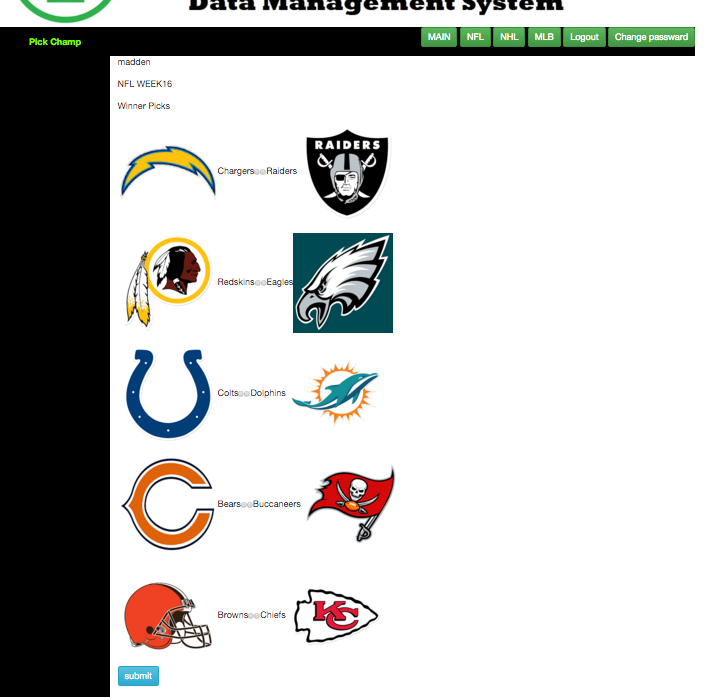 Data Management System
Pick Champ
MAIN NFL NHL MLB Logout Change passward
madden
NFL WEEK16
Winner Picks
Chargers Raiders
RAIDERS
Redskins Eagles
Colts Dolphins
Bears Buccaneers
Browns Chiefs
KC
submit